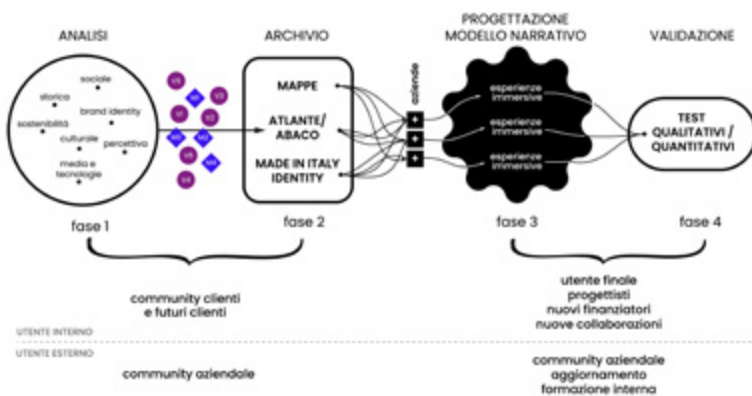 ANALISI
ARCHIVIO
PROGETTAZIONE
MODELLO NARRATIVO
VALIDAZIONE
sociale
storica
brand identity
sostenibilità
culturale
percettiva
media e
tecnologie
MAPPE
ATLANTE/
ABACO
MADE IN ITALY
IDENTITY
aziende
+
+
+
esperienze
immersive
esperienze
immersive
esperienze
immersive
TEST
QUALITATIVI /
QUANTITATIVI
fase 1
fase 2
fase 3
fase 4
community clienti
e futuri clienti
utente finale
progettisti
nuovi finanziatori
nuove collaborazioni
UTENTE INTERNO
UTENTE ESTERNO
community aziendale
community aziendale
aggiornamento
formazione interna